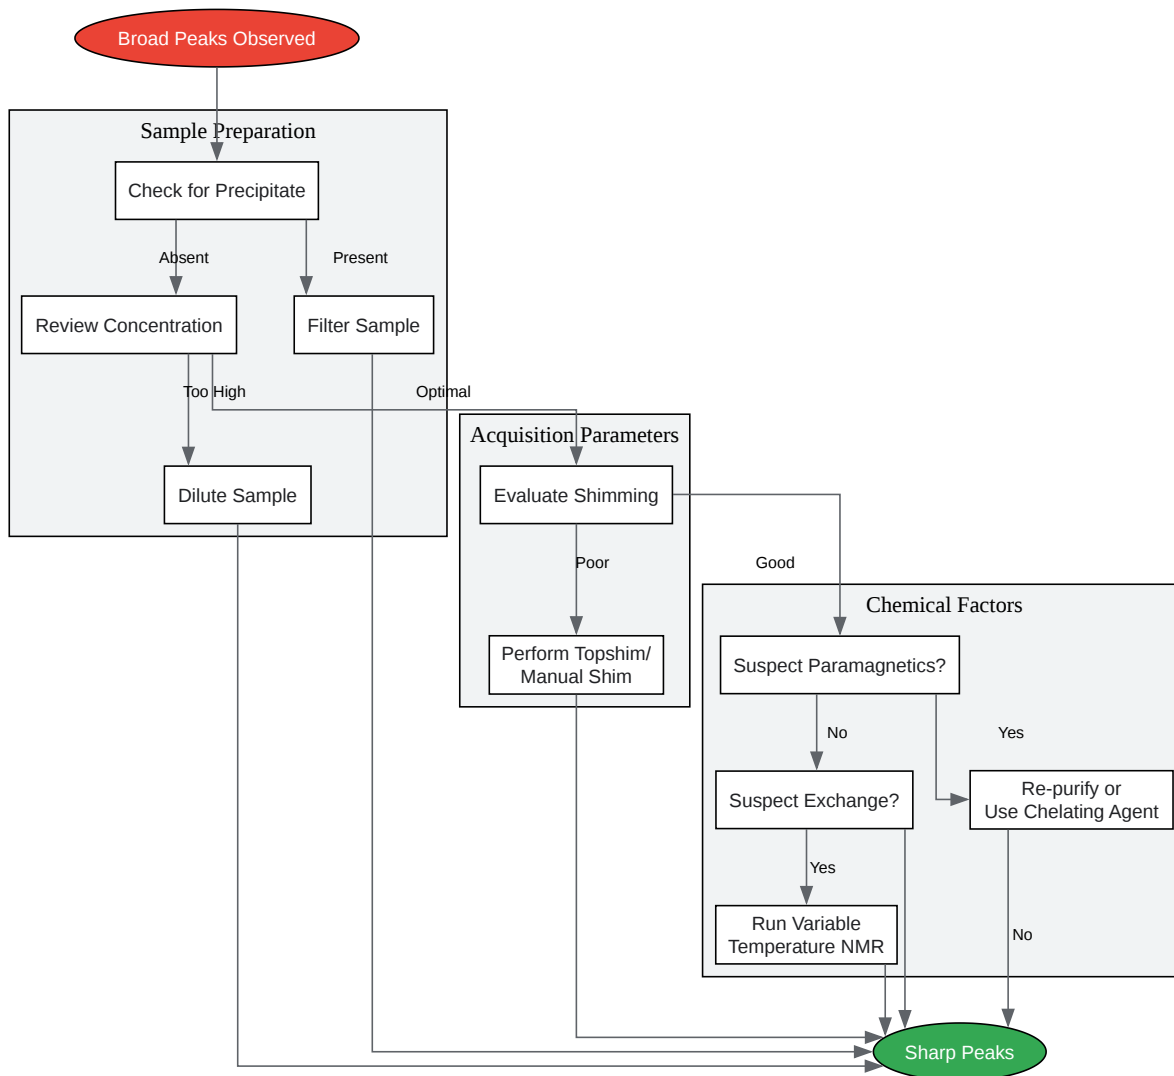 Broad Peaks Observed
Sample Preparation
Check for Precipitate
Absent
Present
Review Concentration
Filter Sample
Too High
Optimal
Acquisition Parameters
Dilute Sample
Evaluate Shimming
Poor
Good
Chemical Factors
Perform Topshim/
Manual Shim
Suspect Paramagnetics?
No
Yes
Suspect Exchange?
Re-purify or
Use Chelating Agent
Yes
Run Variable
Temperature NMR
No
Sharp Peaks